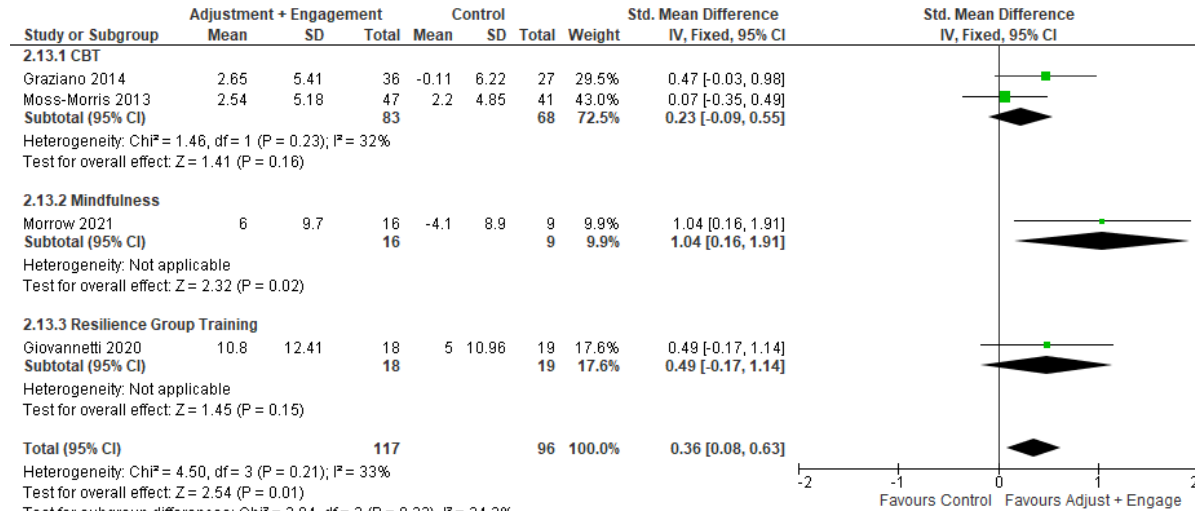 Adjustment + Engagement Control Std. Mean Difference Std. Mean Difference
Study or Subgroup Mean SD Total Mean SD Total Weight IV, Fixed, 95% CI IV, Fixed, 95% CI
2.13.1 CBT
Graziano 2014 2.65 5.41 36 -0.11 6.22 27 29.5% 0.47 [-0.03, 0.98]
Moss-Morris 2013 2.54 5.18 47 2.2 4.85 41 43.0% 0.07 [-0.35, 0.49]
Subtotal (95% CI) 83 68 72.5% 0.23 [-0.09, 0.55]
Heterogeneity: Chi² = 1.46, df = 1 (P = 0.23); I² = 32%
Test for overall effect: Z = 1.41 (P = 0.16)
2.13.2 Mindfulness
Morrow 2021 6 9.7 16 -4.1 8.9 9 9.9% 1.04 [0.16, 1.91]
Subtotal (95% CI) 16 9 9.9% 1.04 [0.16, 1.91]
Heterogeneity: Not applicable
Test for overall effect: Z = 2.32 (P = 0.02)
2.13.3 Resilience Group Training
Giovannetti 2020 10.8 12.41 18 5 10.96 19 17.6% 0.49 [-0.17, 1.14]
Subtotal (95% CI) 18 19 17.6% 0.49 [-0.17, 1.14]
Heterogeneity: Not applicable
Test for overall effect: Z = 1.45 (P = 0.15)
Total (95% CI) 117 96 100.0% 0.36 [0.08, 0.63]
Heterogeneity: Chi² = 4.50, df = 3 (P = 0.21); I² = 33%
Test for overall effect: Z = 2.54 (P = 0.01)
-2 -1 0 1 2
Favours Control Favours Adjust + Engage